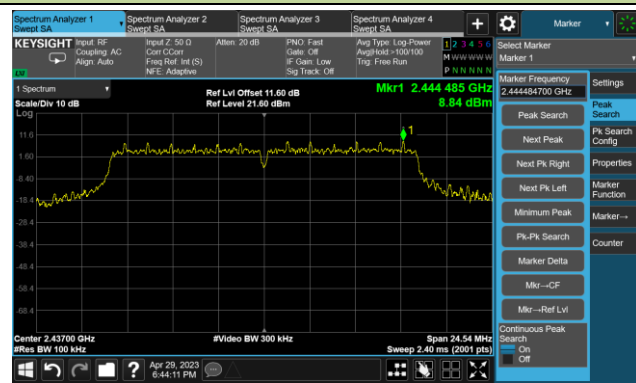 Spectrum Analyzer 1
Swept SA
Spectrum Analyzer 2
Swept SA
Spectrum Analyzer 3
Swept SA
Spectrum Analyzer 4
Swept SA
+
Marker
KEYSIGHT
Input: RF
Coupling: AC
Align: Auto
Input Z: 50 Ω
Corr CCorr
Freq Ref: Int (S)
NFE: Adaptive
Atten: 20 dB
PNO: Fast
Gate: Off
IF Gain: Low
Sig Track: Off
Avg Type: Log-Power
Avg|Hold:>100/100
Trig: Free Run
1 2 3 4 5 6
M W W W W W
P N N N N N
LW
Select Marker
Marker 1
1 Spectrum
Scale/Div 10 dB
Log
Ref Lvl Offset 11.60 dB
Ref Level 21.60 dBm
Mkr1 2.444 485 GHz
8.84 dBm
1
11.6
1.60
-8.40
-18.4
-28.4
-38.4
-48.4
-58.4
-68.4
Center 2.43700 GHz
#Res BW 100 kHz
#Video BW 300 kHz
Span 24.54 MHz
Sweep 2.40 ms (2001 pts)
Marker Frequency
2.444484700 GHz
Peak Search
Next Peak
Next Pk Right
Next Pk Left
Minimum Peak
Pk-Pk Search
Marker Delta
Mkr→CF
Mkr→Ref Lvl
Continuous Peak
Search
On
Off
Settings
Peak
Search
Pk Search
Config
Properties
Marker
Function
Marker→
Counter
?
Apr 29, 2023
6:44:11 PM